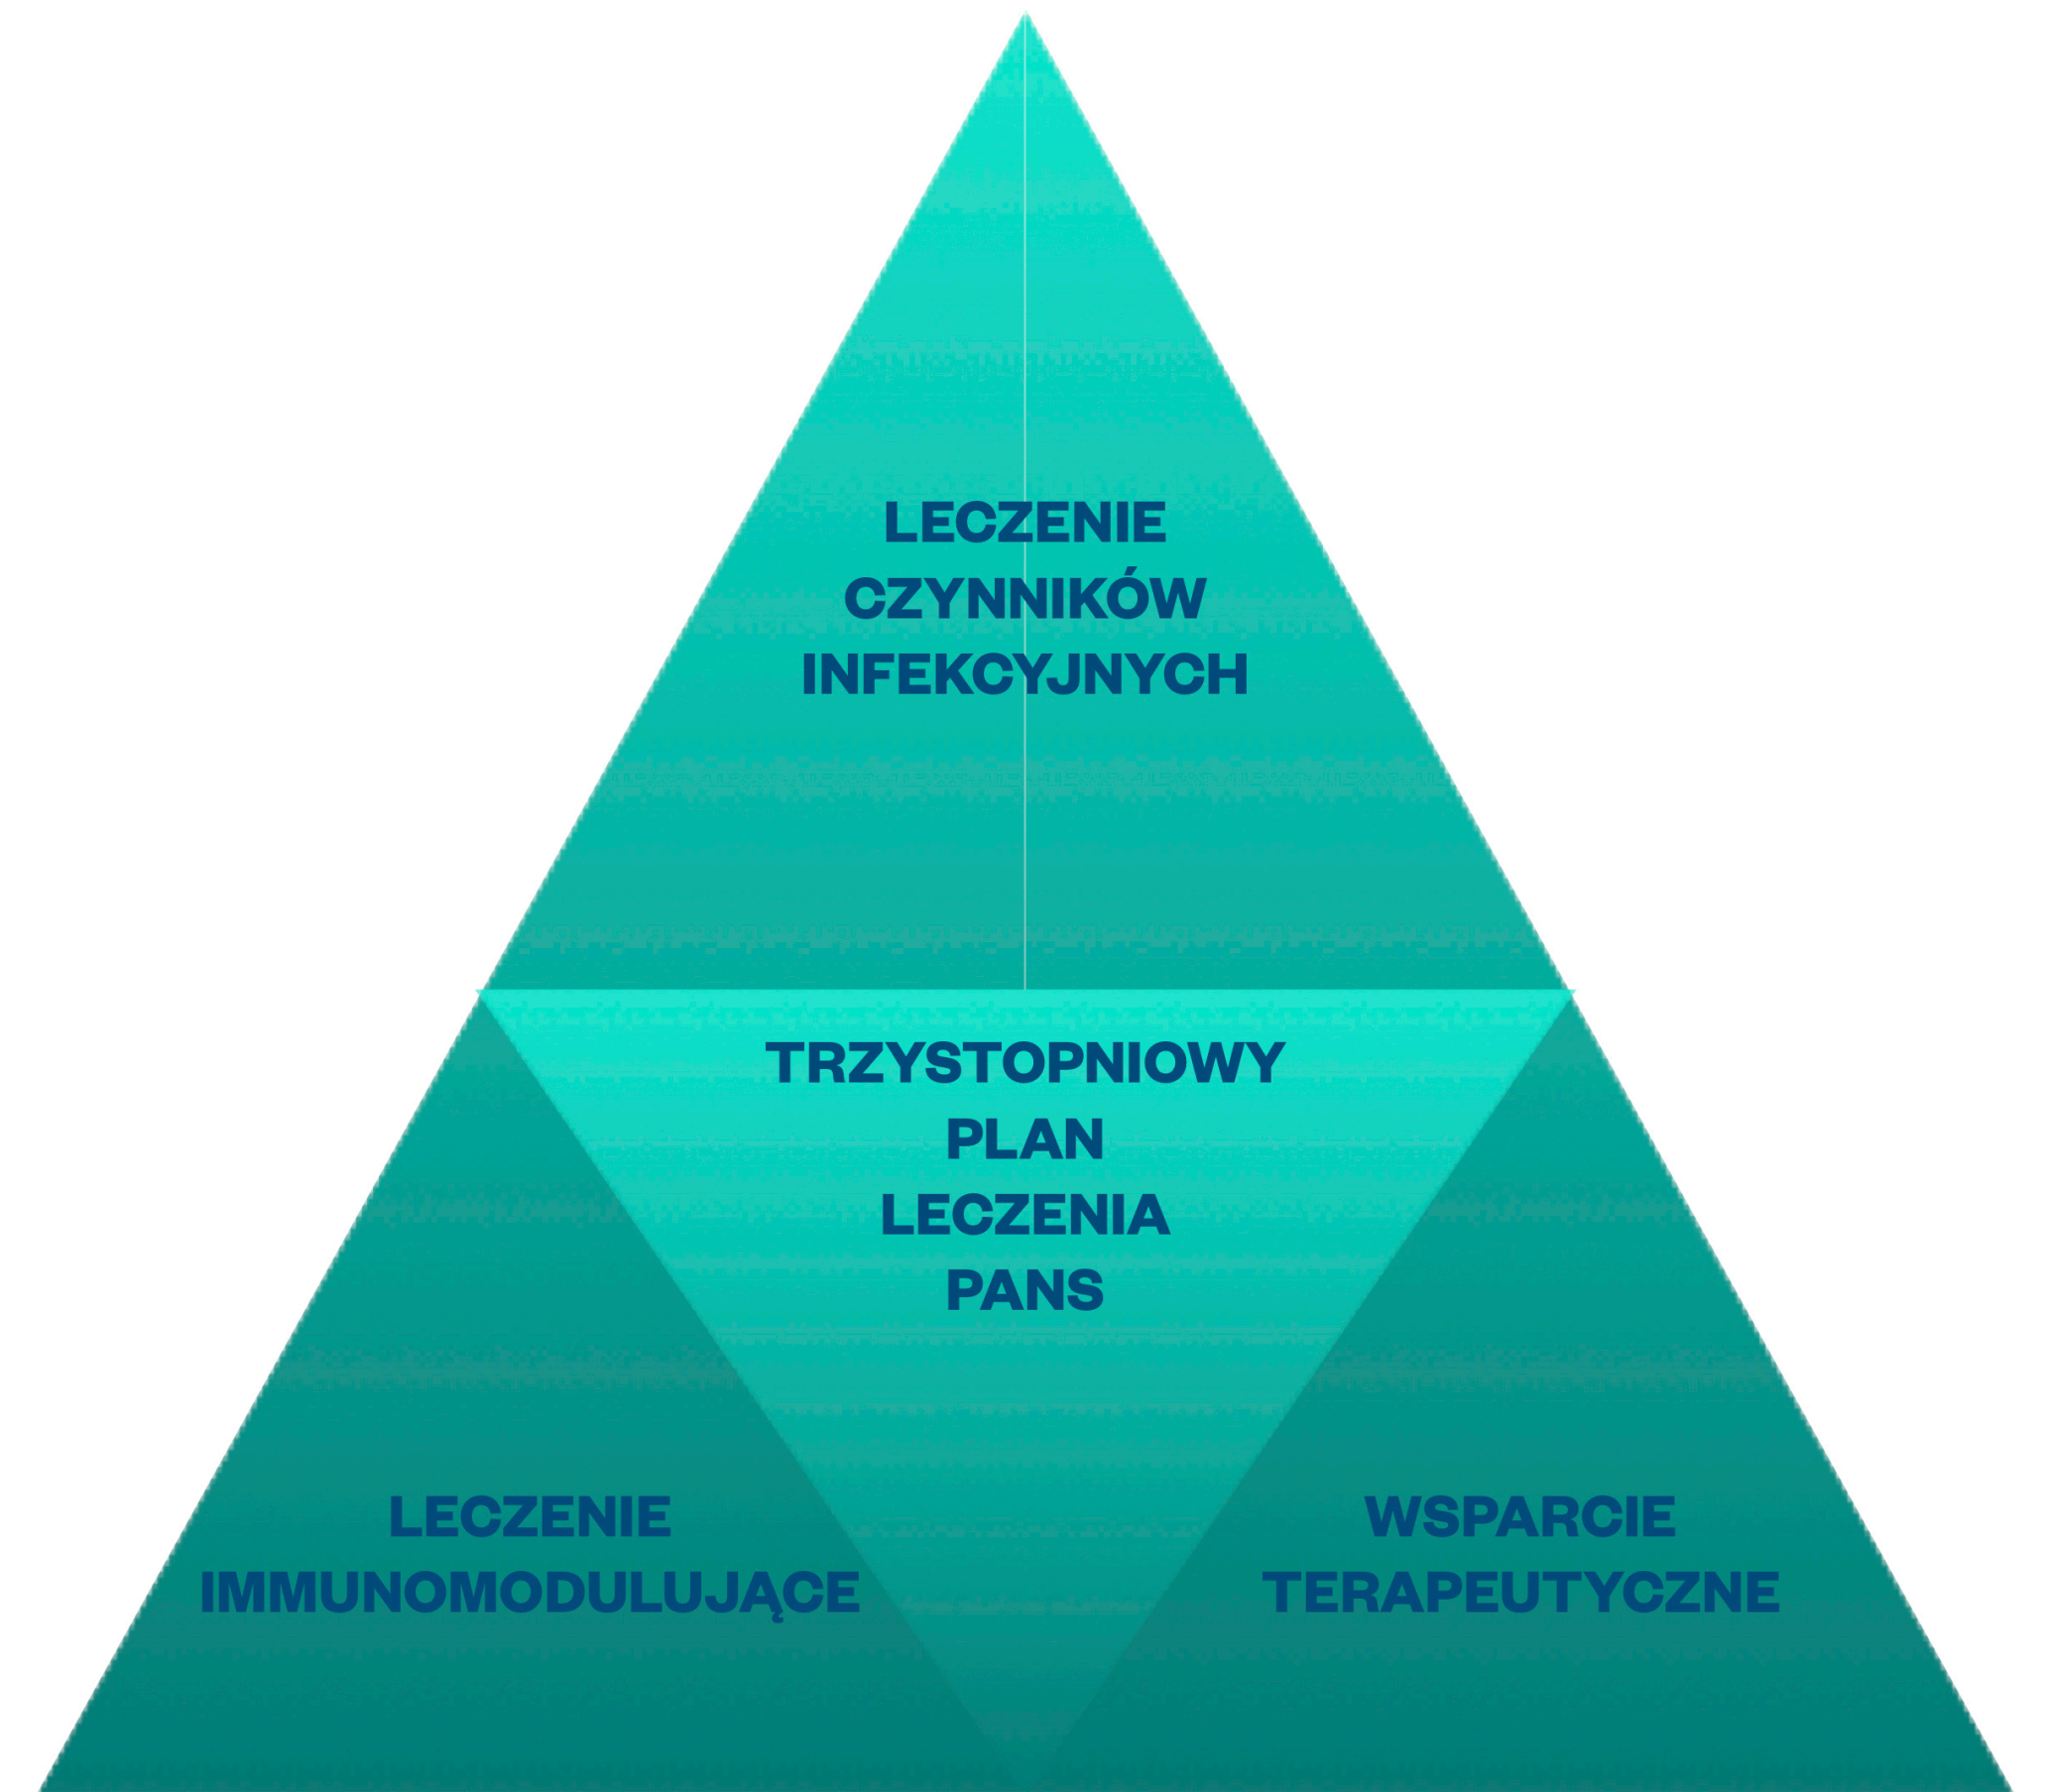 LECZENIE
CZYNNIKÓW
INFEKCYJNYCH
TRZYSTOPNIOWY
PLAN
LECZENIA
PANS
LECZENIE
IMMUNOMODULUJĄCE
WSPARCIE
TERAPEUTYCZNE